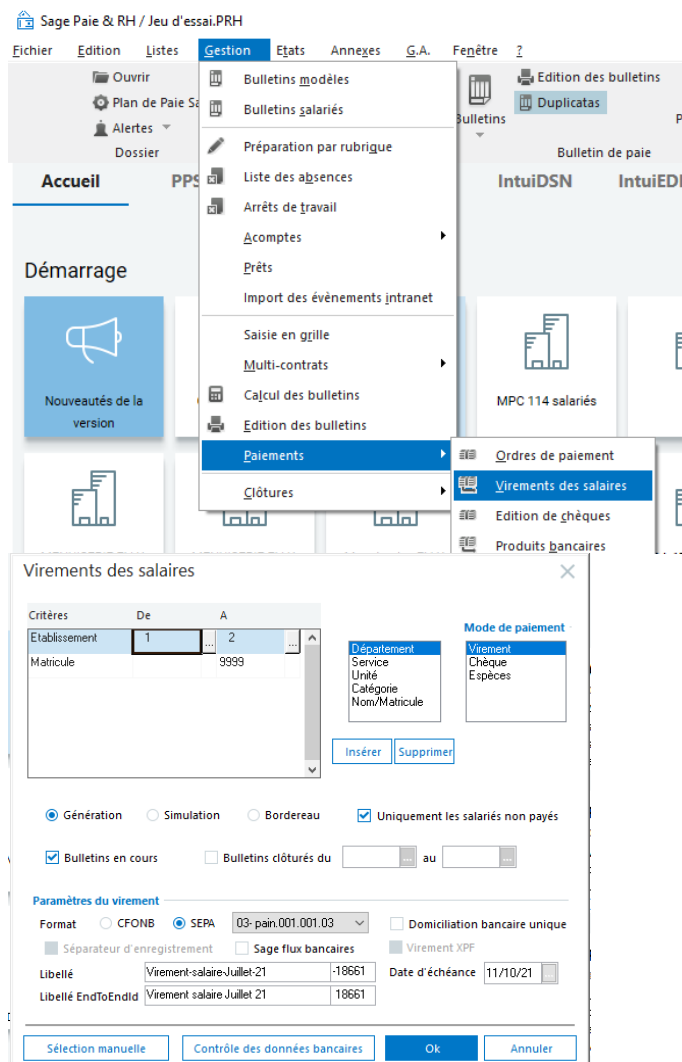 Sage Paie & RH / Jeu d'essai.PRH
Fichier Edition Listes Gestion Etats Annexes G.A. Fenêtre ?
Ouvrir
Plan de Paie Sa
Alertes
Dossier
Bulletins modèles
Bulletins salariés
Préparation par rubrique
Liste des absences
Arrêts de travail
Acomptes
Prêts
Import des évènements intranet
Saisie en grille
Multi-contrats
Calcul des bulletins
Edition des bulletins
Paiements
Clôtures
Ordres de paiement
Virements des salaires
Edition de chèques
Produits bancaires
Bulletins
Edition des bulletins
Duplicatas
P
Bulletin de paie
Accueil PPS IntuiDSN IntuiEDI
Démarrage
Nouveautés de la
version
MPC 114 salariés
Virements des salaires
Critères De A
Etablissement 1 ... 2 ...
Matricule 9999
Département
Service
Unité
Catégorie
Nom/Matricule
Mode de paiement
Virement
Chèque
Espèces
Insérer Supprimer
Génération Simulation Bordereau Uniquement les salariés non payés
Bulletins en cours Bulletins clôturés du ... au ...
Paramètres du virement
Format CFONB SEPA 03- pain.001.001.03 Domiciliation bancaire unique
Séparateur d'enregistrement Sage flux bancaires Virement XPF
Libellé Virement-salaire-Juillet-21 -18661 Date d'échéance 11/10/21
Libellé EndToEndId Virement salaire Juillet 21 18661
Sélection manuelle Contrôle des données bancaires Ok Annuler